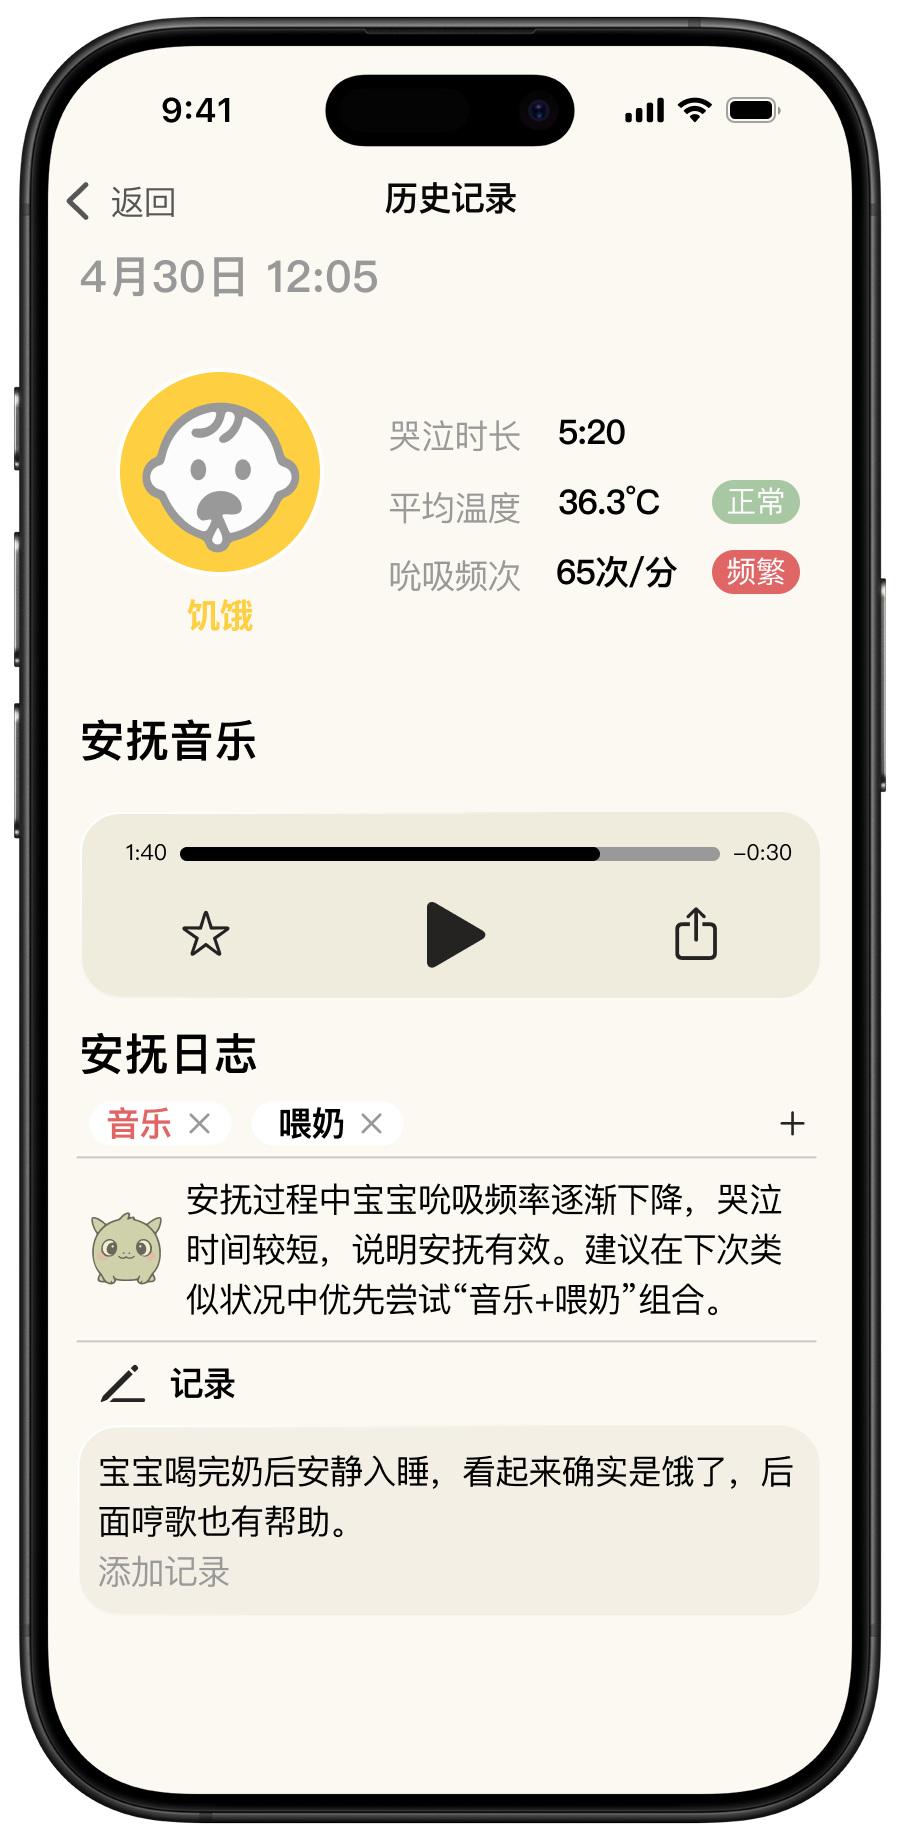 9:41
返回
历史记录
4月30日 12:05
哭泣时长 5:20
平均温度 36.3°C 正常
吮吸频次 65次/分 频繁
饥饿
安抚音乐
1:40 -0:30
安抚日志
音乐 × 喂奶 × +
安抚过程中宝宝吮吸频率逐渐下降，哭泣
时间较短，说明安抚有效。建议在下次类
似状况中优先尝试“音乐+喂奶”组合。
记录
宝宝喝完奶后安静入睡，看起来确实是饿了，后
面哼歌也有帮助。
添加记录